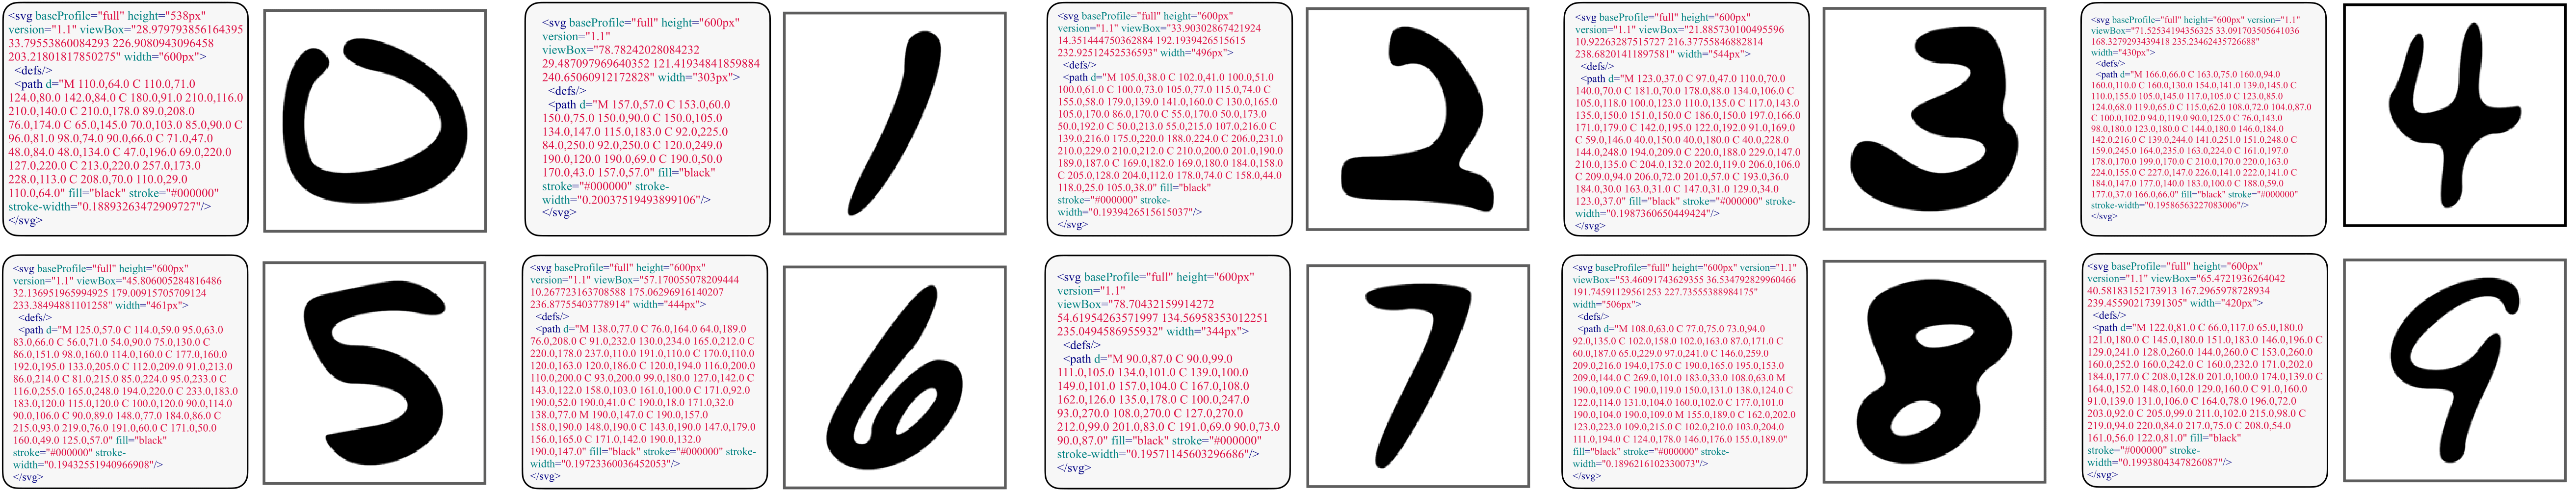 <svg baseProfile="full" height="538px"
version="1.1" viewBox="28.979793856164395
33.79553860084293 226.9080943096458
203.21801817850275" width="600px">
<defs/>
<path d="M 110.0,64.0 C 110.0,71.0
124.0,80.0 142.0,84.0 C 180.0,91.0 210.0,116.0
210.0,140.0 C 210.0,178.0 89.0,208.0
76.0,174.0 C 65.0,145.0 70.0,103.0 85.0,90.0 C
96.0,81.0 98.0,74.0 90.0,66.0 C 71.0,47.0
48.0,84.0 48.0,134.0 C 47.0,196.0 69.0,220.0
127.0,220.0 C 213.0,220.0 257.0,173.0
228.0,113.0 C 208.0,70.0 110.0,29.0
110.0,64.0" fill="black" stroke="#000000"
stroke-width="0.18893263472909727"/>
</svg>
0
<svg baseProfile="full" height="600px"
version="1.1"
viewBox="78.78242028084232
29.487097969640352 121.41934841859884
240.65060912172828" width="303px">
<defs/>
<path d="M 157.0,57.0 C 153.0,60.0
150.0,75.0 150.0,90.0 C 150.0,105.0
134.0,147.0 115.0,183.0 C 92.0,225.0
84.0,250.0 92.0,250.0 C 120.0,249.0
190.0,120.0 190.0,69.0 C 190.0,50.0
170.0,43.0 157.0,57.0" fill="black"
stroke="#000000" stroke-
width="0.20037519493899106"/>
</svg>
1
<svg baseProfile="full" height="600px"
version="1.1" viewBox="33.90302867421924
14.351444750362884 192.1939426515615
232.92512452536593" width="496px">
<defs/>
<path d="M 105.0,38.0 C 102.0,41.0 100.0,51.0
100.0,61.0 C 100.0,73.0 105.0,77.0 115.0,74.0 C
155.0,58.0 179.0,139.0 141.0,160.0 C 130.0,165.0
105.0,170.0 86.0,170.0 C 55.0,170.0 50.0,173.0
50.0,192.0 C 50.0,213.0 55.0,215.0 107.0,216.0 C
139.0,216.0 175.0,220.0 188.0,224.0 C 206.0,231.0
210.0,229.0 210.0,212.0 C 210.0,200.0 201.0,190.0
189.0,187.0 C 169.0,182.0 169.0,180.0 184.0,158.0
C 205.0,128.0 204.0,112.0 178.0,74.0 C 158.0,44.0
118.0,25.0 105.0,38.0" fill="black"
stroke="#000000" stroke-
width="0.1939426515615037"/>
</svg>
2
<svg baseProfile="full" height="600px"
version="1.1" viewBox="21.885730100495596
10.92263287515727 216.37755846882814
238.68201411897581" width="544px">
<defs/>
<path d="M 123.0,37.0 C 97.0,47.0 110.0,70.0
140.0,70.0 C 181.0,70.0 178.0,88.0 134.0,106.0 C
105.0,118.0 100.0,123.0 110.0,135.0 C 117.0,143.0
135.0,150.0 151.0,150.0 C 186.0,150.0 197.0,166.0
171.0,179.0 C 142.0,195.0 122.0,192.0 91.0,169.0
C 59.0,146.0 40.0,150.0 40.0,180.0 C 40.0,228.0
144.0,248.0 194.0,209.0 C 220.0,188.0 229.0,147.0
210.0,135.0 C 204.0,132.0 202.0,119.0 206.0,106.0
C 209.0,94.0 206.0,72.0 201.0,57.0 C 193.0,36.0
184.0,30.0 163.0,31.0 C 147.0,31.0 129.0,34.0
123.0,37.0" fill="black" stroke="#000000" stroke-
width="0.1987360650449424"/>
</svg>
3
<svg baseProfile="full" height="600px" version="1.1"
viewBox="71.52534194356325 33.091703505641036
168.3279293439418 235.23462435726688"
width="430px">
<defs/>
<path d="M 166.0,66.0 C 163.0,75.0 160.0,94.0
160.0,110.0 C 160.0,130.0 154.0,141.0 139.0,145.0 C
110.0,155.0 105.0,145.0 117.0,105.0 C 123.0,85.0
124.0,68.0 119.0,65.0 C 115.0,62.0 108.0,72.0 104.0,87.0
C 100.0,102.0 94.0,119.0 90.0,125.0 C 76.0,143.0
98.0,180.0 123.0,180.0 C 144.0,180.0 146.0,184.0
142.0,216.0 C 139.0,244.0 141.0,251.0 151.0,248.0 C
159.0,245.0 164.0,235.0 163.0,224.0 C 161.0,197.0
178.0,170.0 199.0,170.0 C 210.0,170.0 220.0,163.0
224.0,155.0 C 227.0,147.0 226.0,141.0 222.0,141.0 C
184.0,147.0 177.0,140.0 183.0,100.0 C 188.0,59.0
177.0,37.0 166.0,66.0" fill="black" stroke="#000000"
stroke-width="0.19586563227083006"/>
</svg>
4
<svg baseProfile="full" height="600px"
version="1.1" viewBox="45.806005284816486
32.136951965994925 179.00915705709124
233.38494881101258" width="461px">
<defs/>
<path d="M 125.0,57.0 C 114.0,59.0 95.0,63.0
83.0,66.0 C 56.0,71.0 54.0,90.0 75.0,130.0 C
86.0,151.0 98.0,160.0 114.0,160.0 C 177.0,160.0
192.0,195.0 133.0,205.0 C 112.0,209.0 91.0,213.0
86.0,214.0 C 81.0,215.0 85.0,224.0 95.0,233.0 C
116.0,255.0 165.0,248.0 194.0,220.0 C 233.0,183.0
183.0,120.0 115.0,120.0 C 100.0,120.0 90.0,114.0
90.0,106.0 C 90.0,89.0 148.0,77.0 184.0,86.0 C
215.0,93.0 219.0,76.0 191.0,60.0 C 171.0,50.0
160.0,49.0 125.0,57.0" fill="black"
stroke="#000000" stroke-
width="0.19432551940966908"/>
</svg>
5
<svg baseProfile="full" height="600px"
version="1.1" viewBox="57.170055078209444
10.267723163708588 175.06296916140207
236.87755403778914" width="444px">
<defs/>
<path d="M 138.0,77.0 C 76.0,164.0 64.0,189.0
76.0,208.0 C 91.0,232.0 130.0,234.0 165.0,212.0 C
220.0,178.0 237.0,110.0 191.0,110.0 C 170.0,110.0
120.0,163.0 120.0,186.0 C 120.0,194.0 116.0,200.0
110.0,200.0 C 93.0,200.0 99.0,180.0 127.0,142.0 C
143.0,122.0 158.0,103.0 161.0,100.0 C 171.0,92.0
190.0,52.0 190.0,41.0 C 190.0,18.0 171.0,32.0
138.0,77.0 M 190.0,147.0 C 190.0,157.0
158.0,190.0 148.0,190.0 C 143.0,190.0 147.0,179.0
156.0,165.0 C 171.0,142.0 190.0,132.0
190.0,147.0" fill="black" stroke="#000000" stroke-
width="0.19723360036452053"/>
</svg>
6
<svg baseProfile="full" height="600px"
version="1.1"
viewBox="78.70432159914272
54.61954263571997 134.56958353012251
235.0494586955932" width="344px">
<defs/>
<path d="M 90.0,87.0 C 90.0,99.0
111.0,105.0 134.0,101.0 C 139.0,100.0
149.0,101.0 157.0,104.0 C 167.0,108.0
162.0,126.0 135.0,178.0 C 100.0,247.0
93.0,270.0 108.0,270.0 C 127.0,270.0
212.0,99.0 201.0,83.0 C 191.0,69.0 90.0,73.0
90.0,87.0" fill="black" stroke="#000000"
stroke-width="0.19571145603296686"/>
</svg>
7
<svg baseProfile="full" height="600px" version="1.1"
viewBox="53.46091743629355 36.534792829960466
191.74591129561253 227.73555388984175"
width="506px">
<defs/>
<path d="M 108.0,63.0 C 77.0,75.0 73.0,94.0
92.0,135.0 C 102.0,158.0 102.0,163.0 87.0,171.0 C
60.0,187.0 65.0,229.0 97.0,241.0 C 146.0,259.0
209.0,216.0 194.0,175.0 C 190.0,165.0 195.0,153.0
209.0,144.0 C 269.0,101.0 183.0,33.0 108.0,63.0 M
190.0,109.0 C 190.0,119.0 150.0,131.0 138.0,124.0 C
122.0,114.0 131.0,104.0 160.0,102.0 C 177.0,101.0
190.0,104.0 190.0,109.0 M 155.0,189.0 C 162.0,202.0
123.0,223.0 109.0,215.0 C 102.0,210.0 103.0,204.0
111.0,194.0 C 124.0,178.0 146.0,176.0 155.0,189.0"
fill="black" stroke="#000000" stroke-
width="0.1896216102330073"/>
</svg>
8
<svg baseProfile="full" height="600px"
version="1.1" viewBox="65.4721936264042
40.58183152173913 167.2965978728934
239.45590217391305" width="420px">
<defs/>
<path d="M 122.0,81.0 C 66.0,117.0 65.0,180.0
121.0,180.0 C 145.0,180.0 151.0,183.0 146.0,196.0 C
129.0,241.0 128.0,260.0 144.0,260.0 C 153.0,260.0
160.0,252.0 160.0,242.0 C 160.0,232.0 171.0,202.0
184.0,177.0 C 208.0,128.0 201.0,100.0 174.0,139.0 C
164.0,152.0 148.0,160.0 129.0,160.0 C 91.0,160.0
91.0,139.0 131.0,106.0 C 164.0,78.0 196.0,72.0
203.0,92.0 C 205.0,99.0 211.0,102.0 215.0,98.0 C
219.0,94.0 220.0,84.0 217.0,75.0 C 208.0,54.0
161.0,56.0 122.0,81.0" fill="black"
stroke="#000000" stroke-
width="0.1993804347826087"/>
</svg>
9